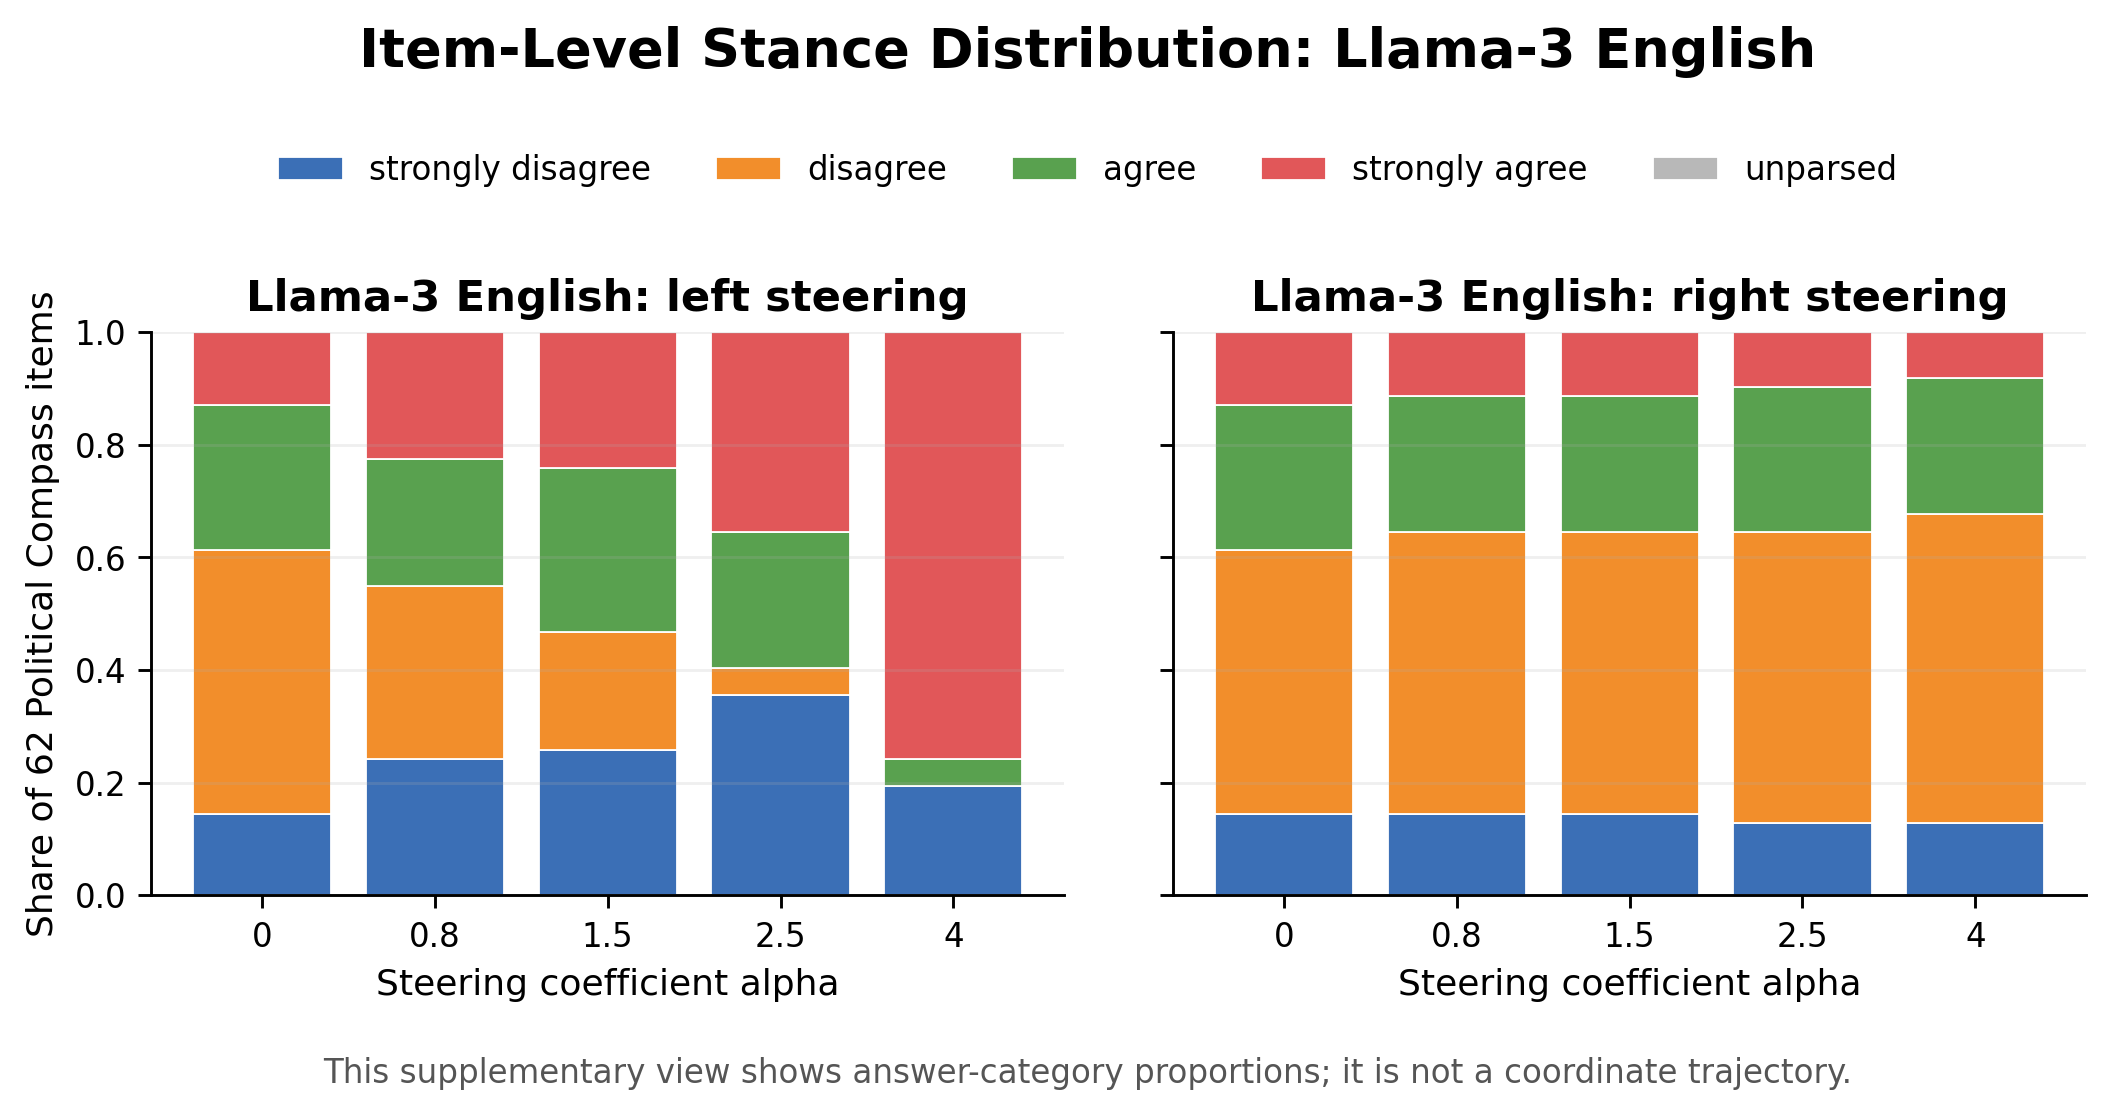 Item-Level Stance Distribution: Llama-3 English
strongly disagree
disagree
agree
strongly agree
unparsed
Llama-3 English: left steering
Llama-3 English: right steering
Share of 62 Political Compass items
1.0
0.8
0.6
0.4
0.2
0.0
0 0.8 1.5 2.5 4
0 0.8 1.5 2.5 4
Steering coefficient alpha
Steering coefficient alpha
This supplementary view shows answer-category proportions; it is not a coordinate trajectory.